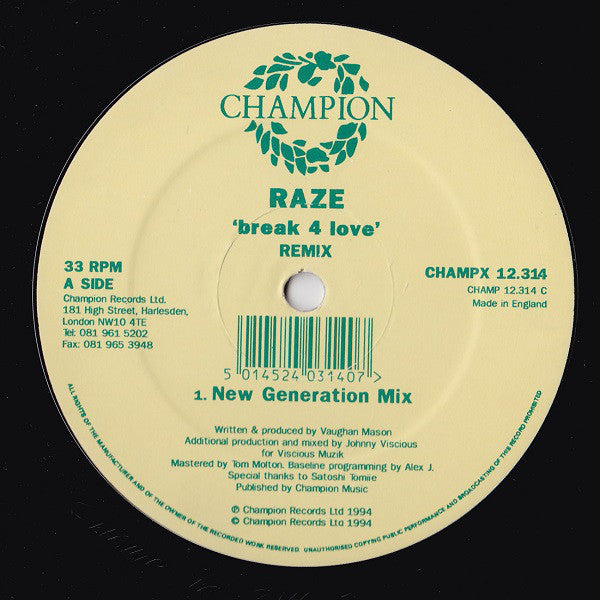 CHAMPION
RAZE
'break 4 love'
REMIX
33 RPM
A SIDE
Champion Records Ltd.
181 High Street, Harlesden,
London NW10 4TE
Tel: 081 961 5202
Fax: 081 965 3948
CHAMPX 12.314
CHAMP 12.314 C
Made in England
5 014524 031407 >
1. New Generation Mix
Written & produced by Vaughan Mason
Additional production and mixed by Johnny Viscious
for Viscious Muzik
Mastered by Tom Molton. Baseline programming by Alex J.
Special thanks to Satoshi Tomie
Published by Champion Music
℗ Champion Records Ltd 1994
© Champion Records Ltd 1994
ALL RIGHTS OF THE MANUFACTURER AND OF THE OWNER OF THE RECORDED WORK RESERVED. UNAUTHORISED COPYING PUBLIC PERFORMANCE AND BROADCASTING OF THIS RECORD PROHIBITED